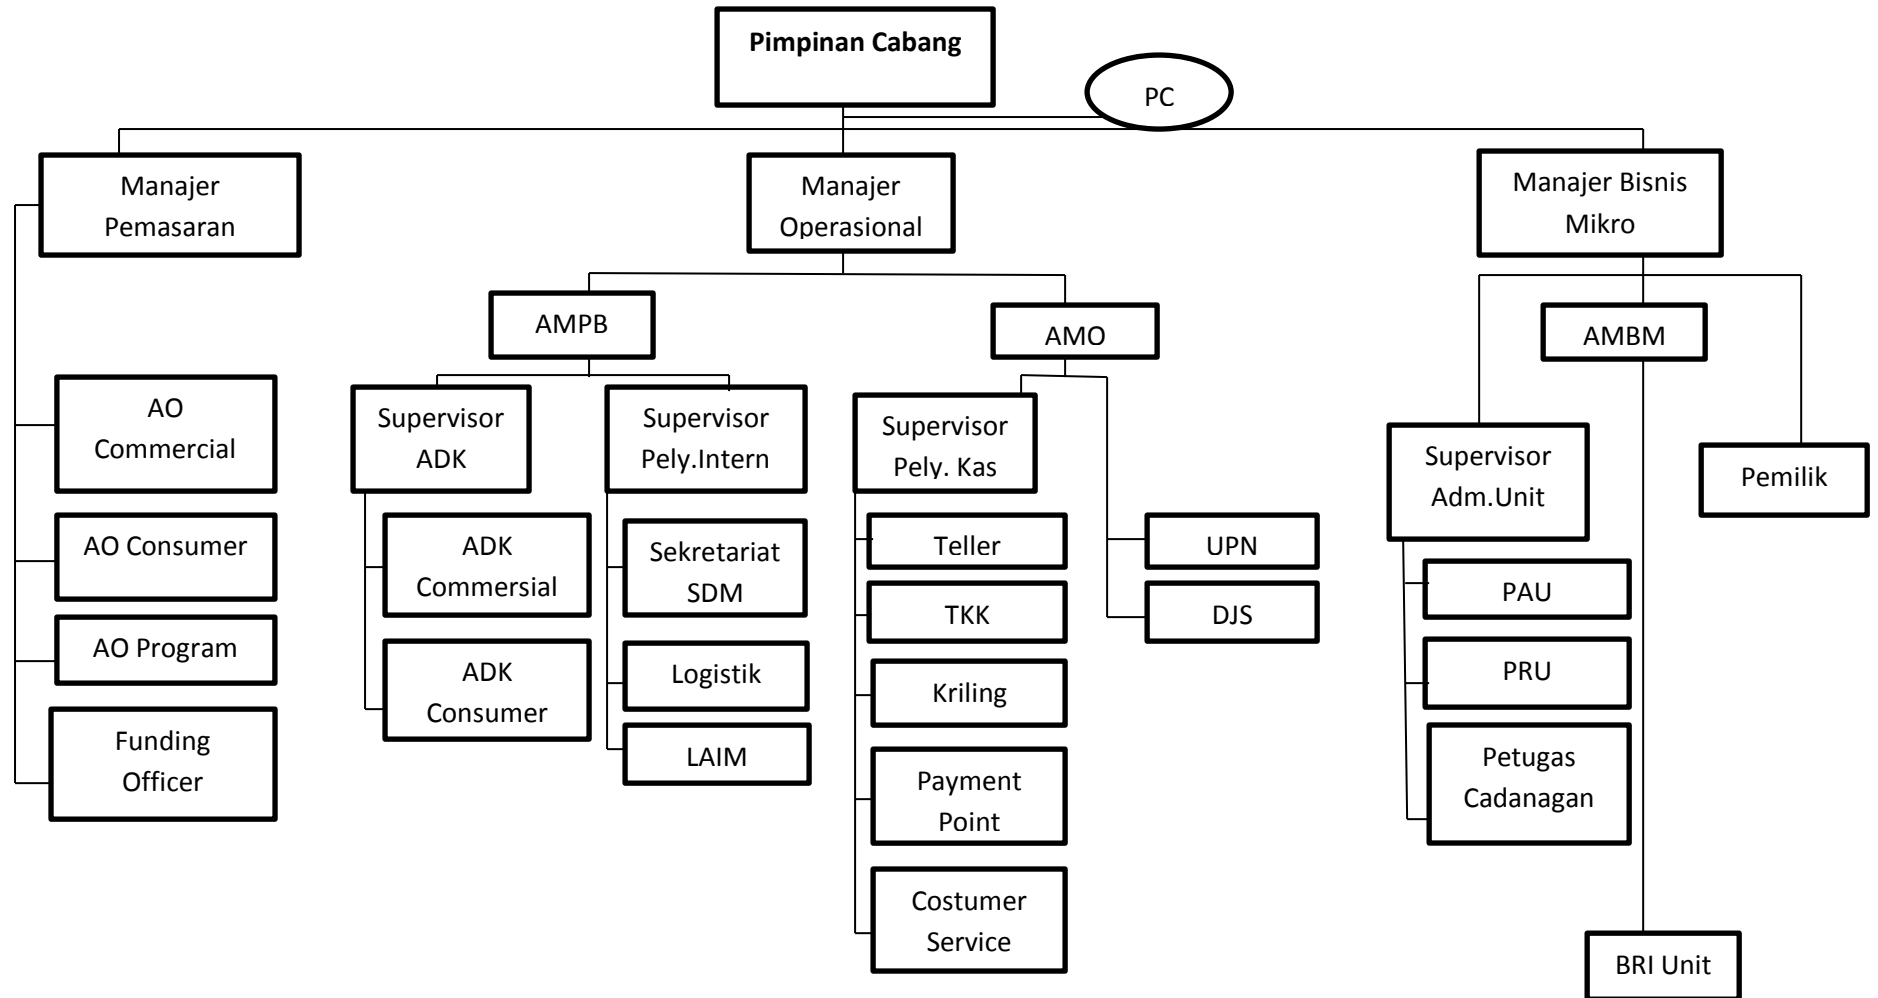 Pimpinan Cabang
PC
Manajer
Pemasaran
Manajer
Operasional
Manajer Bisnis
Mikro
AMPB
AMO
AMBM
AO
Commercial
AO Consumer
AO Program
Funding
Officer
Supervisor
ADK
ADK
Commersial
ADK
Consumer
Supervisor
Pely.Intern
Sekretariat
SDM
Logistik
LAIM
Supervisor
Pely. Kas
Teller
TKK
Kriling
Payment
Point
Costumer
Service
UPN
DJS
Supervisor
Adm.Unit
PAU
PRU
Petugas
Cadanagan
Pemilik
BRI Unit